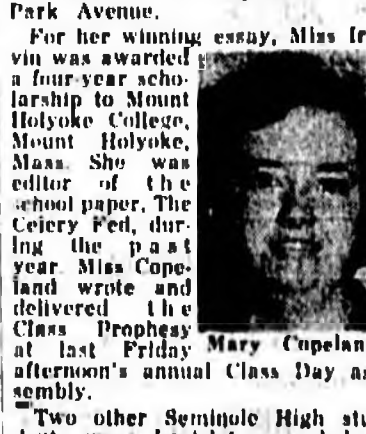 Park Avenue.
For her winning essay, Miss Ir
vin was awarded
a four-year scho-
larship to Mount
Holyoke College,
Mount Holyoke,
Mass. She was
editor of the
school paper, The
Celery Fed, dur-
ing the past
year. Miss Cope-
land wrote and
delivered the
Class Prophesy
at last Friday
Mary Copelan
afternoon's annual Class Day as
sembly.
Two other Seminole High stu